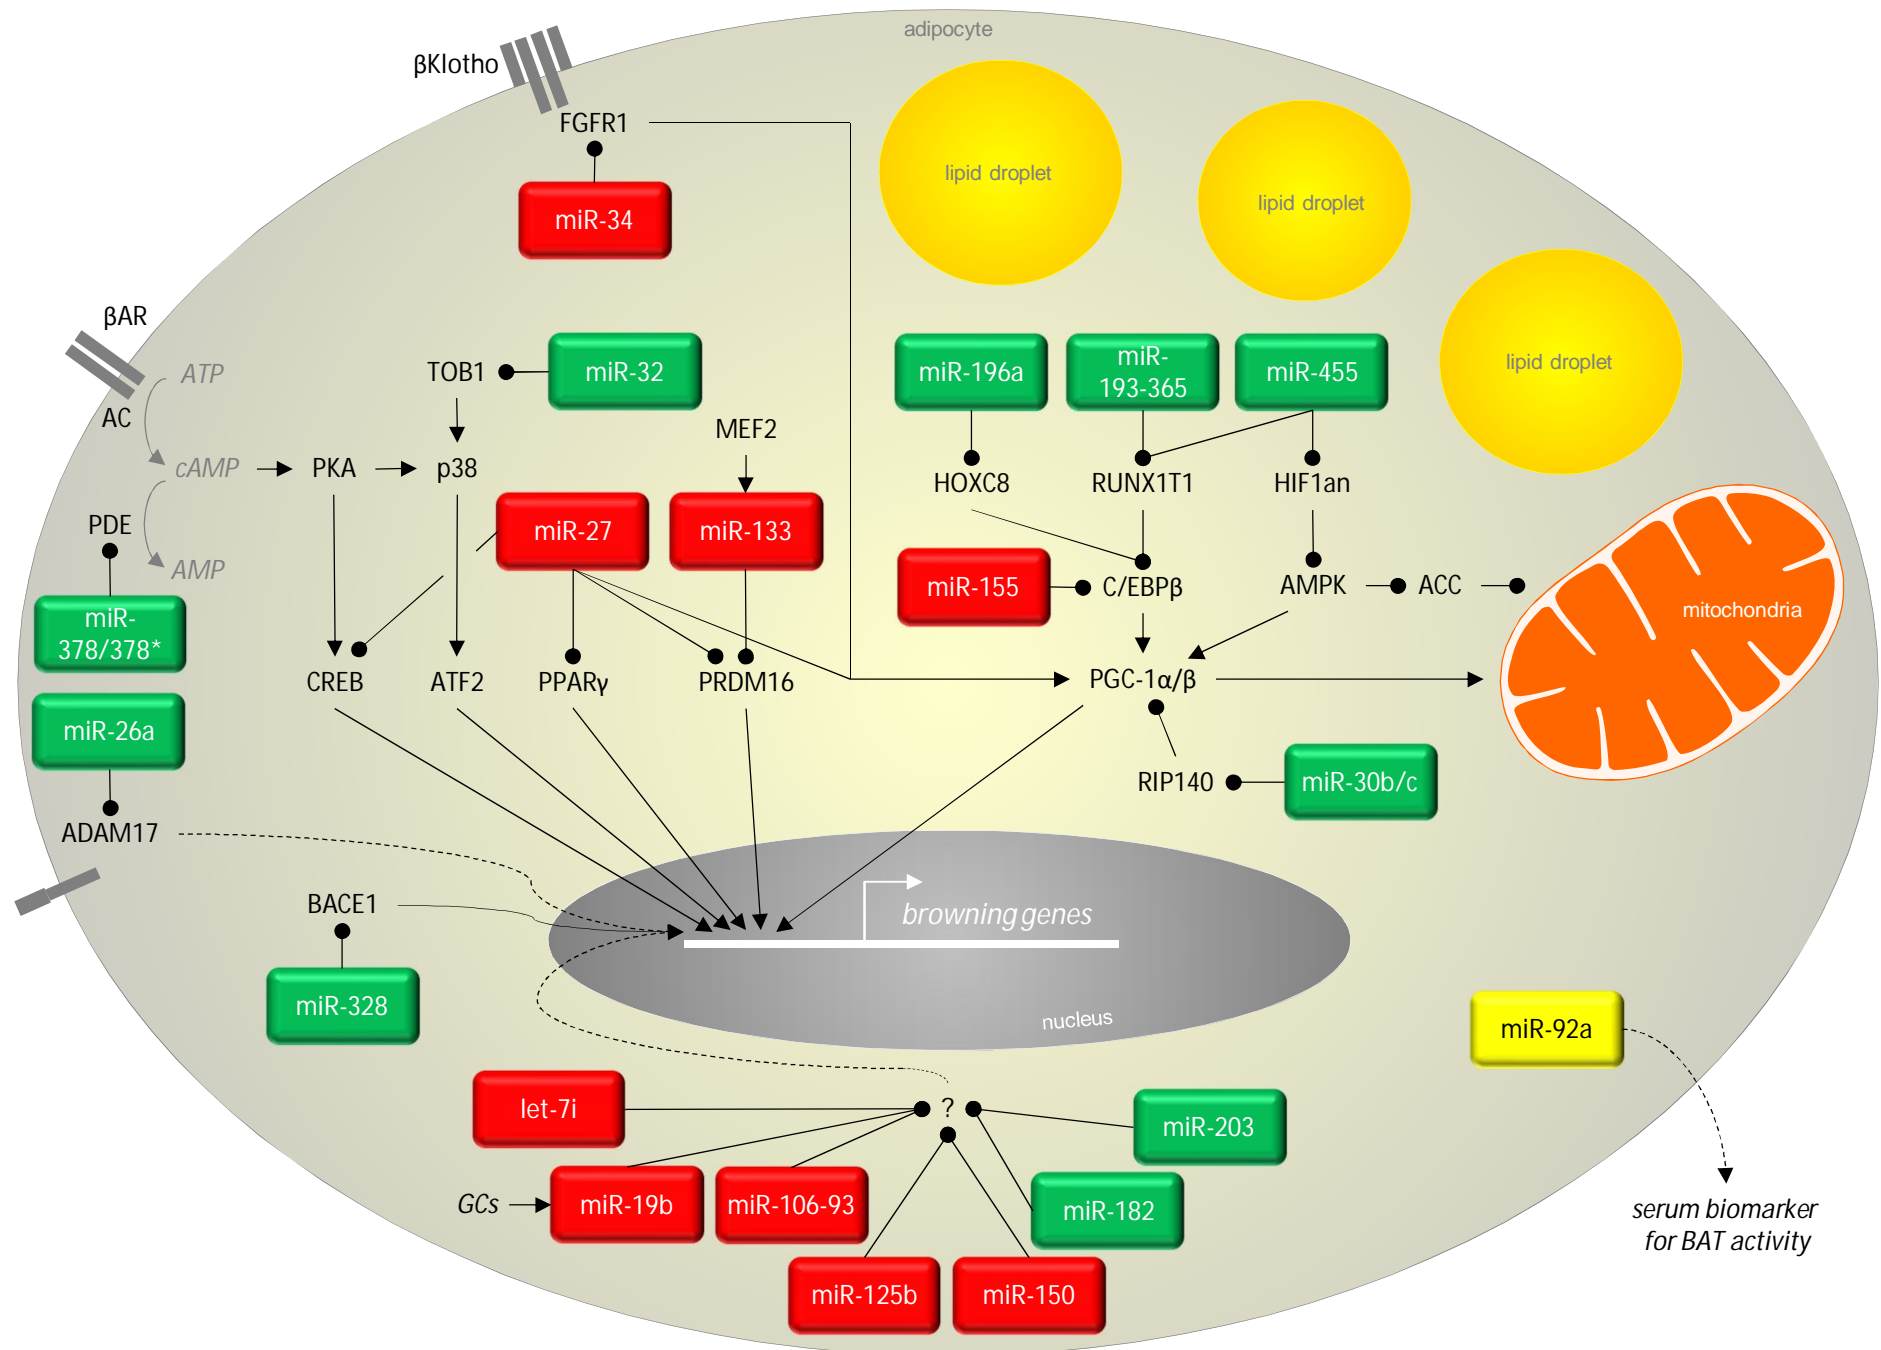 adipocyte
βKlotho
FGFR1
miR-34
lipid droplet
lipid droplet
lipid droplet
βAR
ATP
AC
cAMP
PKA
p38
TOB1
miR-32
MEF2
PDE
AMP
miR-
378/378*
miR-26a
ADAM17
miR-27
miR-133
CREB
ATF2
PPARγ
PRDM16
miR-196a
miR-
193-365
miR-455
HOXC8
RUNX1T1
HIF1an
miR-155
C/EBPβ
AMPK
ACC
mitochondria
PGC-1α/β
RIP140
miR-30b/c
BACE1
miR-328
browning genes
nucleus
miR-92a
serum biomarker
for BAT activity
let-7i
?
miR-203
GCs
miR-19b
miR-106-93
miR-182
miR-125b
miR-150